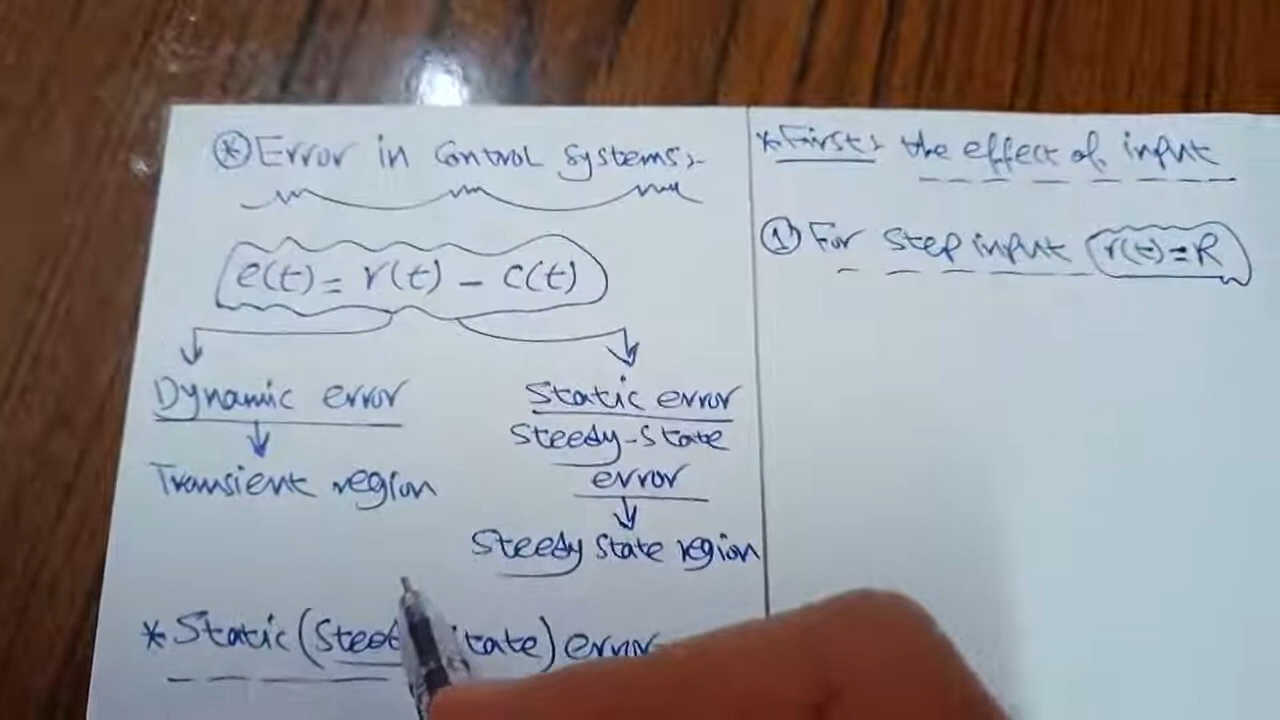 * Error in Control Systems:-
e(t) = r(t) - c(t)
Dynamic error
Transient region
Static error
Steedy-State
error
Steedy State region
* Static (Steed tate) error
* First: the effect of input
1 For Step input r(t) = R